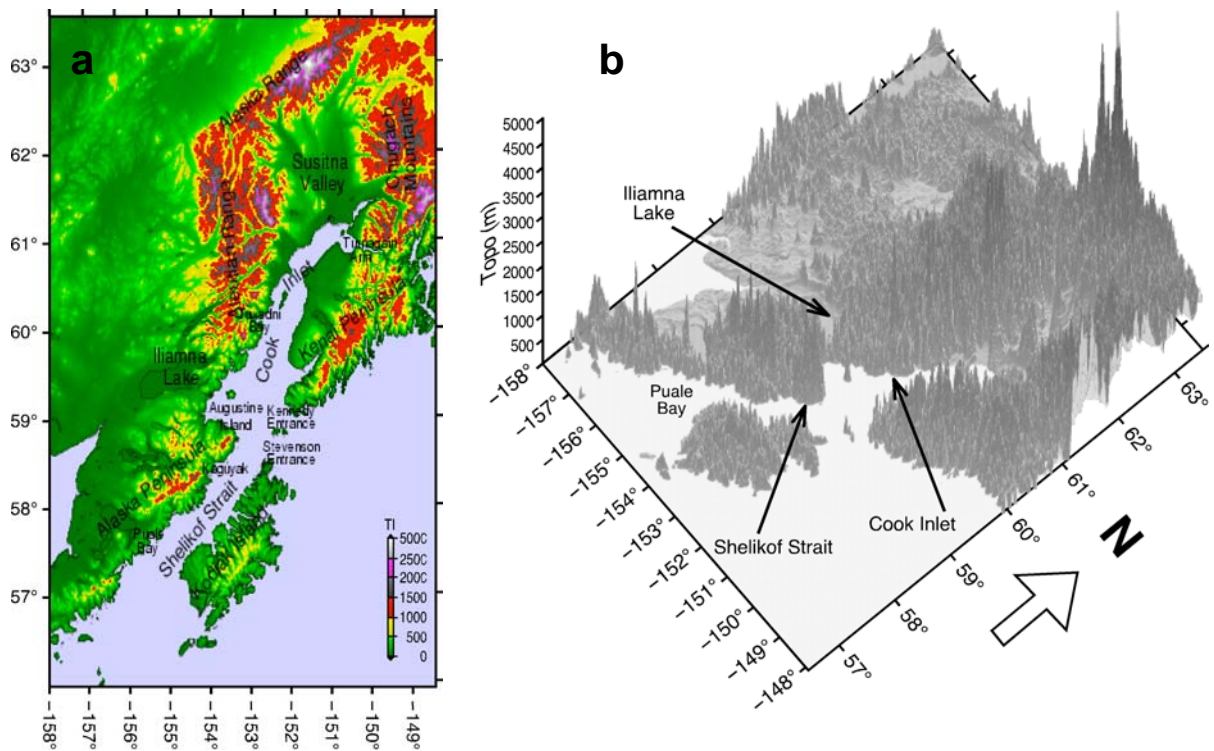 a
63°
62°
61°
60°
59°
58°
57°
Alaska Range
Chugach
Mountains
Susitna
Valley
Turnagain
Arm
Inlet
Cook
Kenai Peninsula
Bay
Iliamna
Lake
Augustine
Island
Kennedy
Entrance
Stevenson
Entrance
Alaska Peninsula
Kaguyak
Shelikof Strait
Puale
Bay
TI
5000
2500
2000
1500
1000
500
0
−158°
−157°
−156°
−155°
−154°
−153°
−152°
−151°
−150°
−149°
b
Topo (m)
5000
4500
4000
3500
3000
2500
2000
1500
1000
500
Iliamna
Lake
Puale
Bay
Shelikof Strait
Cook Inlet
−158°
−157°
−156°
−155°
−154°
−153°
−152°
−151°
−150°
−149°
−148°
57°
58°
59°
60°
61°
62°
63°
N